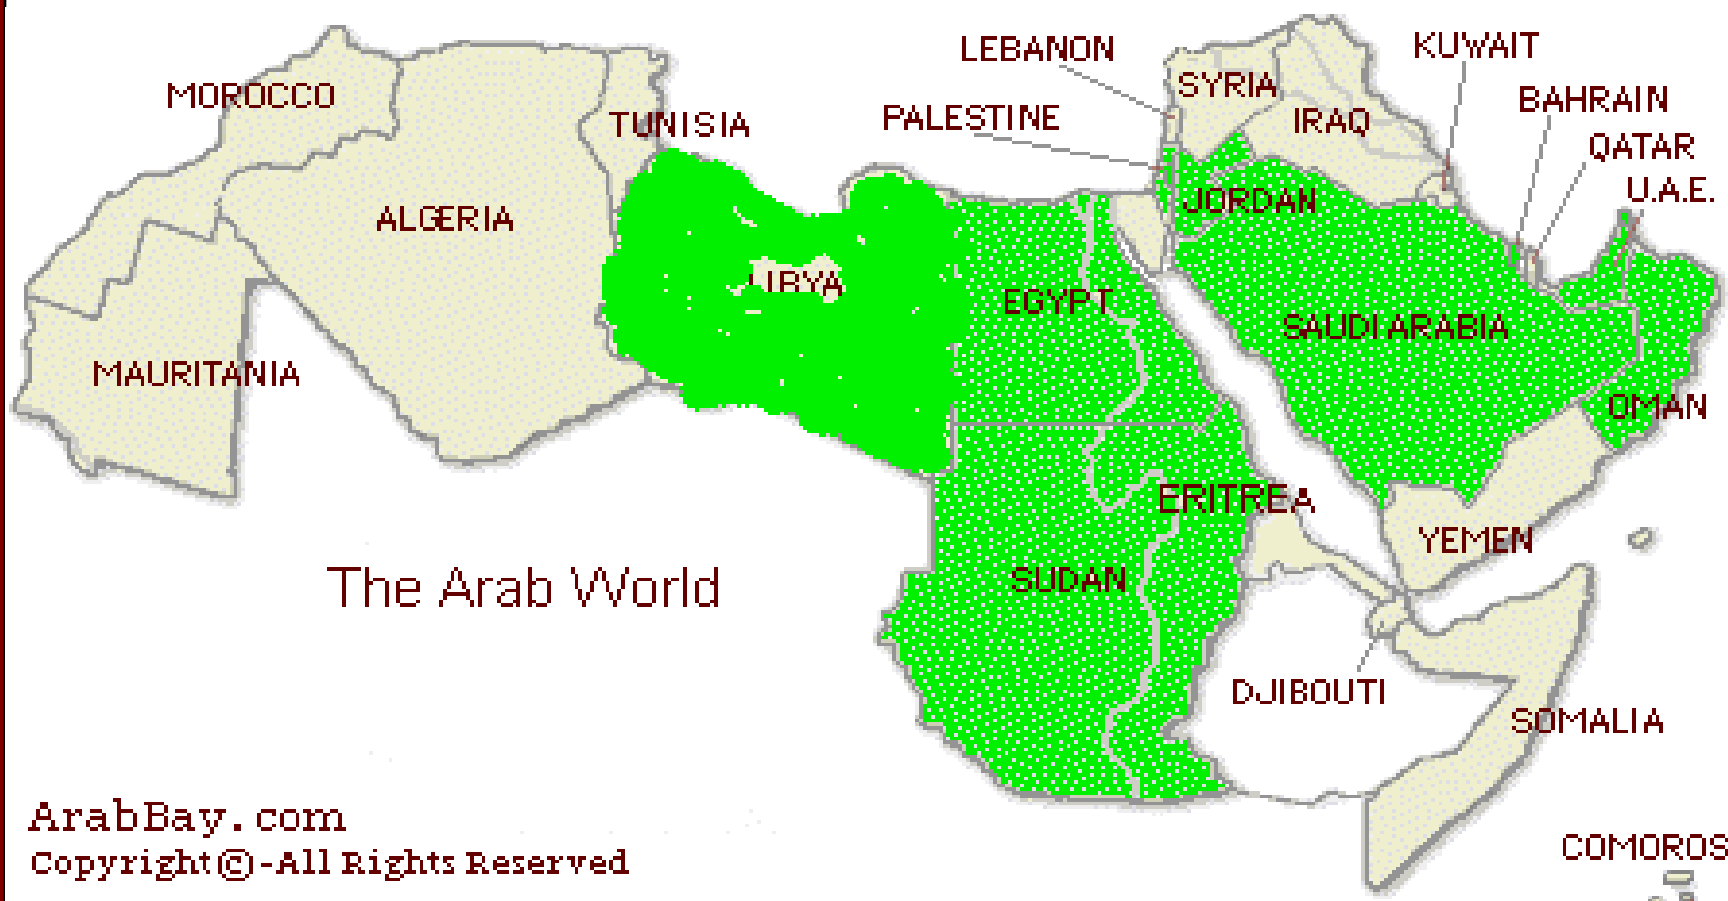 LEBANON
KUWAIT
SYRIA
MOROCCO
BAHRAIN
PALESTINE
IRAQ
TUNISIA
QATAR
U.A.E.
JORDAN
ALGERIA
LIBYA
EGYPT
SAUDI ARABIA
MAURITANIA
OMAN
ERITREA
YEMEN
The Arab World
SUDAN
DJIBOUTI
SOMALIA
ArabBay.com
COMOROS
Copyright©-All Rights Reserved